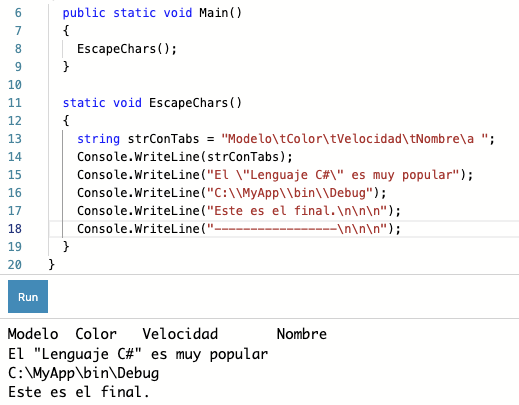 6 public static void Main()
7 {
8 EscapeChars();
9 }
10
11 static void EscapeChars()
12 {
13 string strConTabs = "Modelo\tColor\tVelocidad\tNombre\a ";
14 Console.WriteLine(strConTabs);
15 Console.WriteLine("El \"Lenguaje C#\" es muy popular");
16 Console.WriteLine("C:\\MyApp\\bin\\Debug");
17 Console.WriteLine("Este es el final.\n\n\n");
18 Console.WriteLine("-----------------\n\n\n");
19 }
20 }
Run
Modelo Color Velocidad Nombre
El "Lenguaje C#" es muy popular
C:\MyApp\bin\Debug
Este es el final.